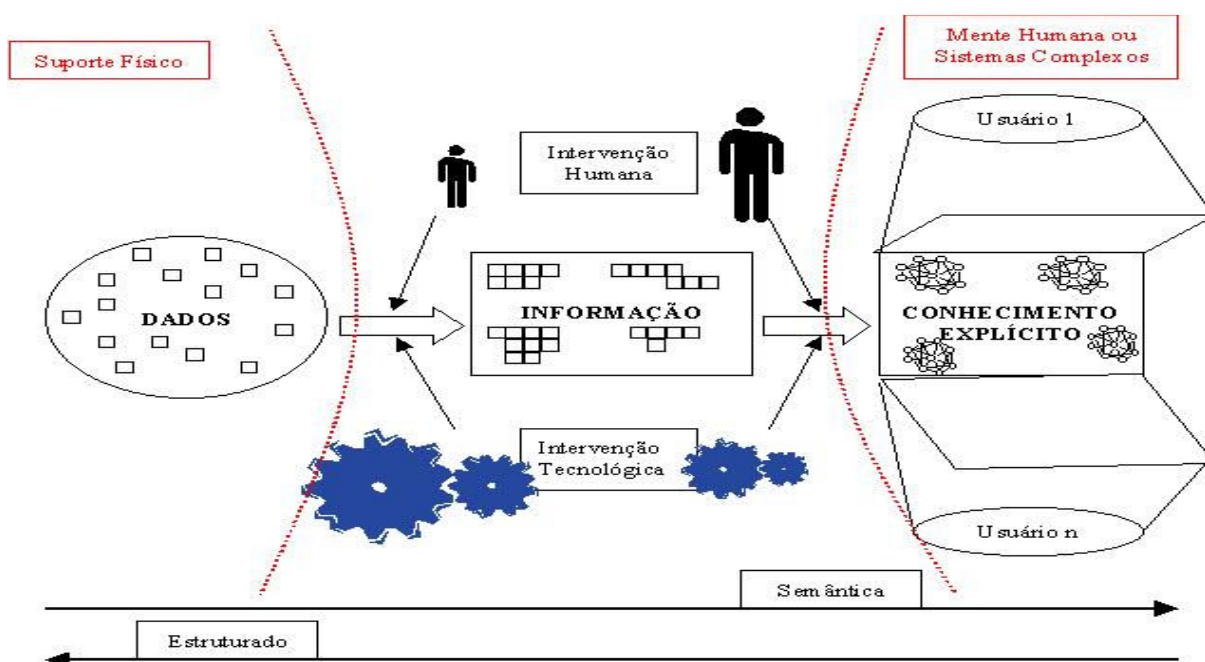 Suporte Físico
Mente Humana ou
Sistemas Complexos
Usuário 1
Intervenção
Humana
DADOS
INFORMAÇÃO
CONHECIMENTO
EXPLÍCITO
Intervenção
Tecnológica
Usuário n
Semântica
Estruturado